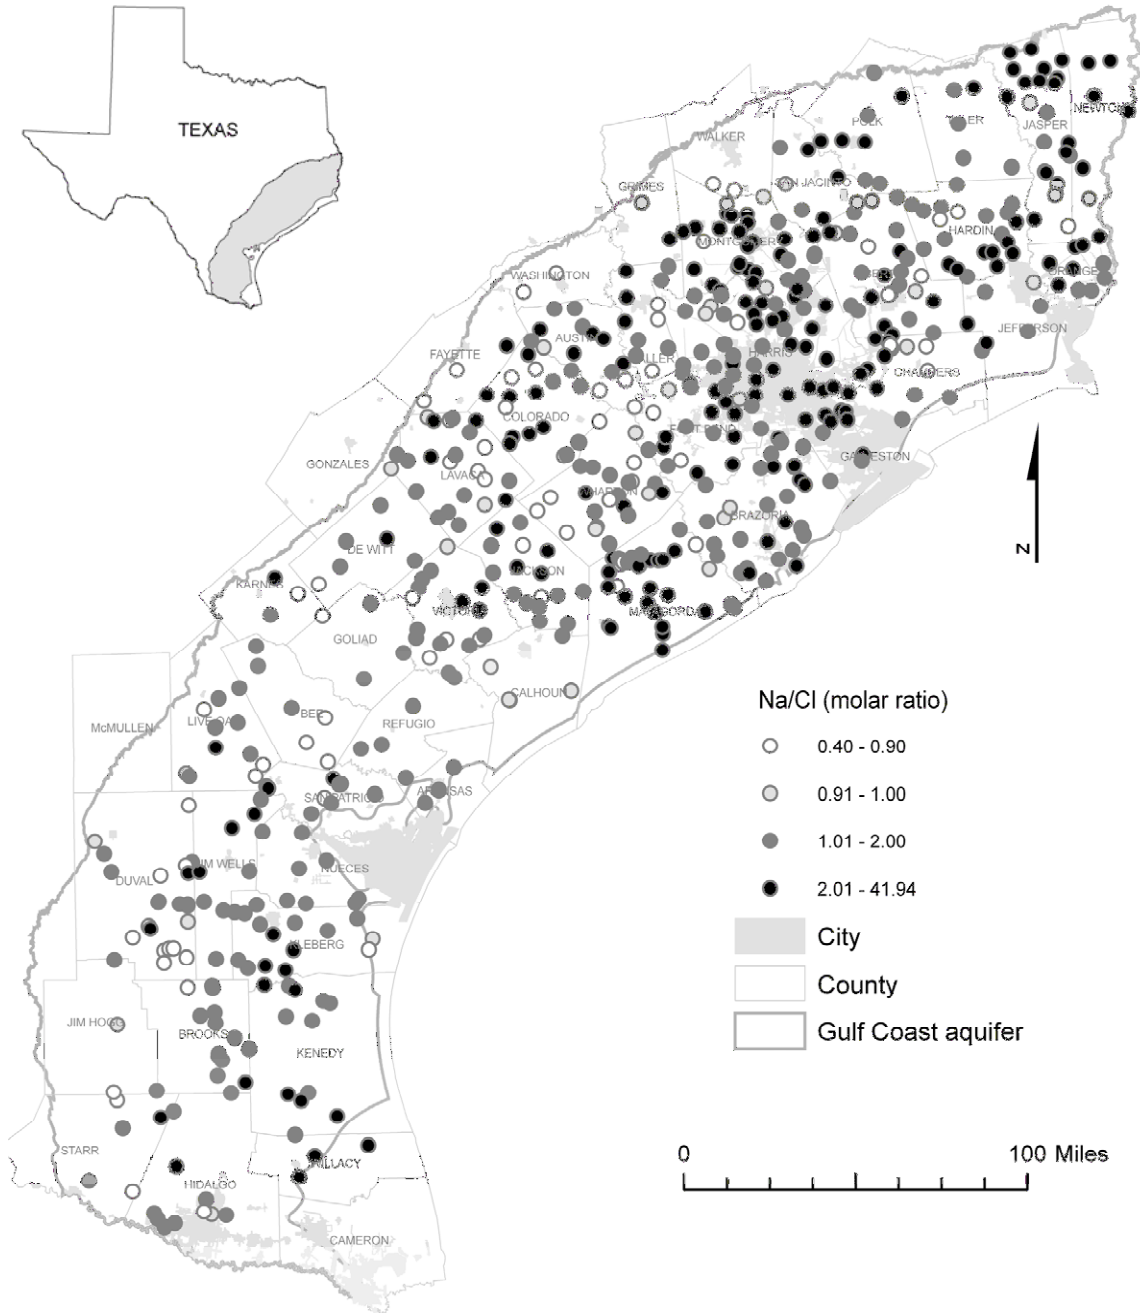 TEXAS
WALKER
POLK
TYLER
JASPER
NEWTON
GRIMES
SAN JACINTO
MONTGOMERY
HARDIN
WASHINGTON
LIBERTY
ORANGE
AUSTIN
JEFFERSON
FAYETTE
WALLER
HARRIS
CHAMBERS
COLORADO
FORT BEND
GONZALES
LAVACA
GALVESTON
WHARTON
BRAZORIA
DE WITT
KARNES
JACKSON
VICTORIA
MATAGORDA
GOLIAD
CALHOUN
BEE
McMULLEN
LIVE OAK
REFUGIO
SAN PATRICIO
ARANSAS
JIM WELLS
NUECES
DUVAL
KLEBERG
JIM HOGG
BROOKS
KENEDY
STARR
WILLACY
HIDALGO
CAMERON
N
Na/Cl (molar ratio)
0.40 - 0.90
0.91 - 1.00
1.01 - 2.00
2.01 - 41.94
City
County
Gulf Coast aquifer
0 100 Miles